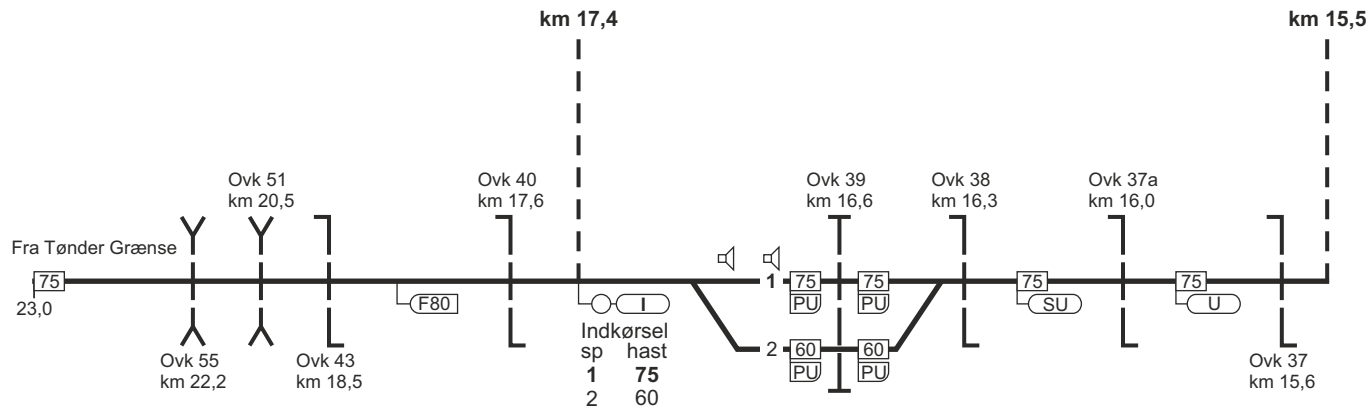 km 17,4
km 15,5
Ovk 51
km 20,5
Ovk 40
km 17,6
Ovk 39
km 16,6
Ovk 38
km 16,3
Ovk 37a
km 16,0
Fra Tønder Grænse
75
23,0
F80
I
1
75
75
75
75
PU
PU
SU
U
Indkørsel
sp hast
1 75
2 60
2
60
60
PU
PU
Ovk 55
km 22,2
Ovk 43
km 18,5
Ovk 37
km 15,6